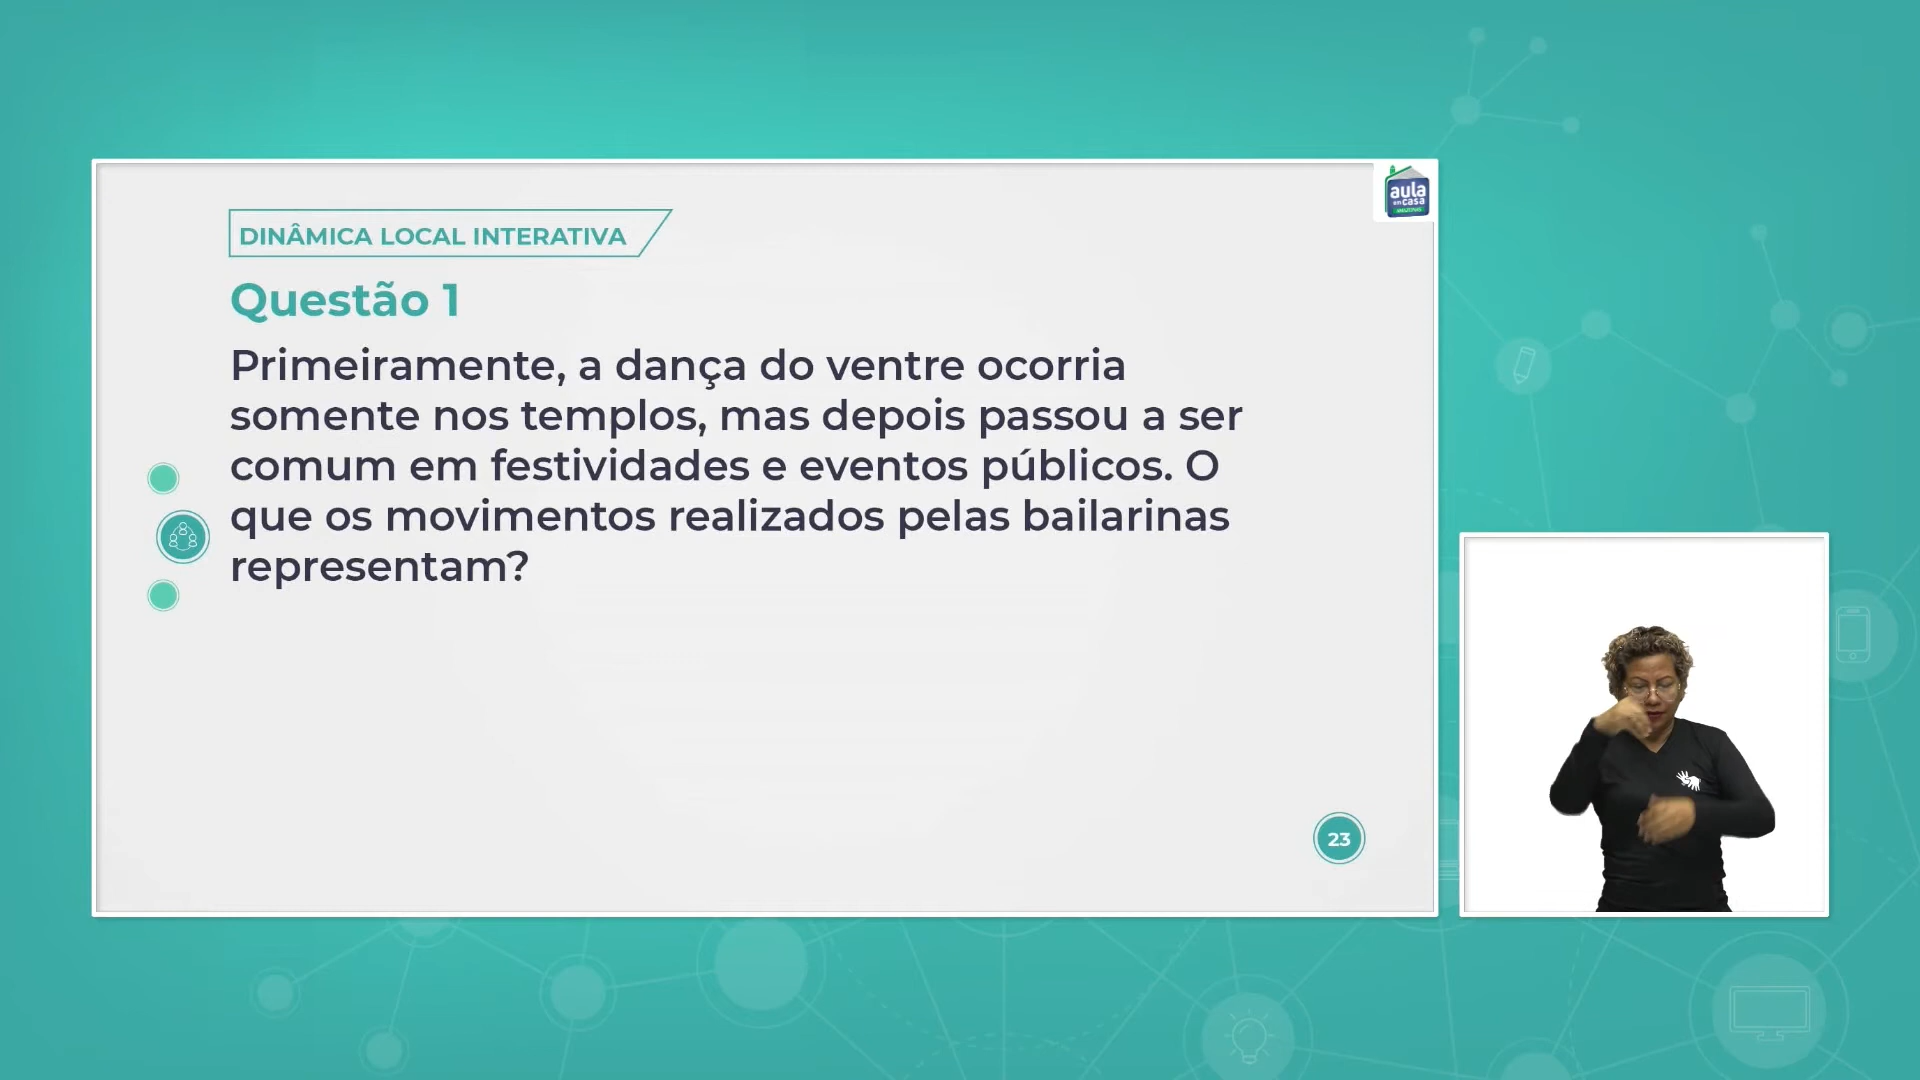 aula
em casa
DINÂMICA LOCAL INTERATIVA
Questão 1
Primeiramente, a dança do ventre ocorria
somente nos templos, mas depois passou a ser
comum em festividades e eventos públicos. O
que os movimentos realizados pelas bailarinas
representam?
23